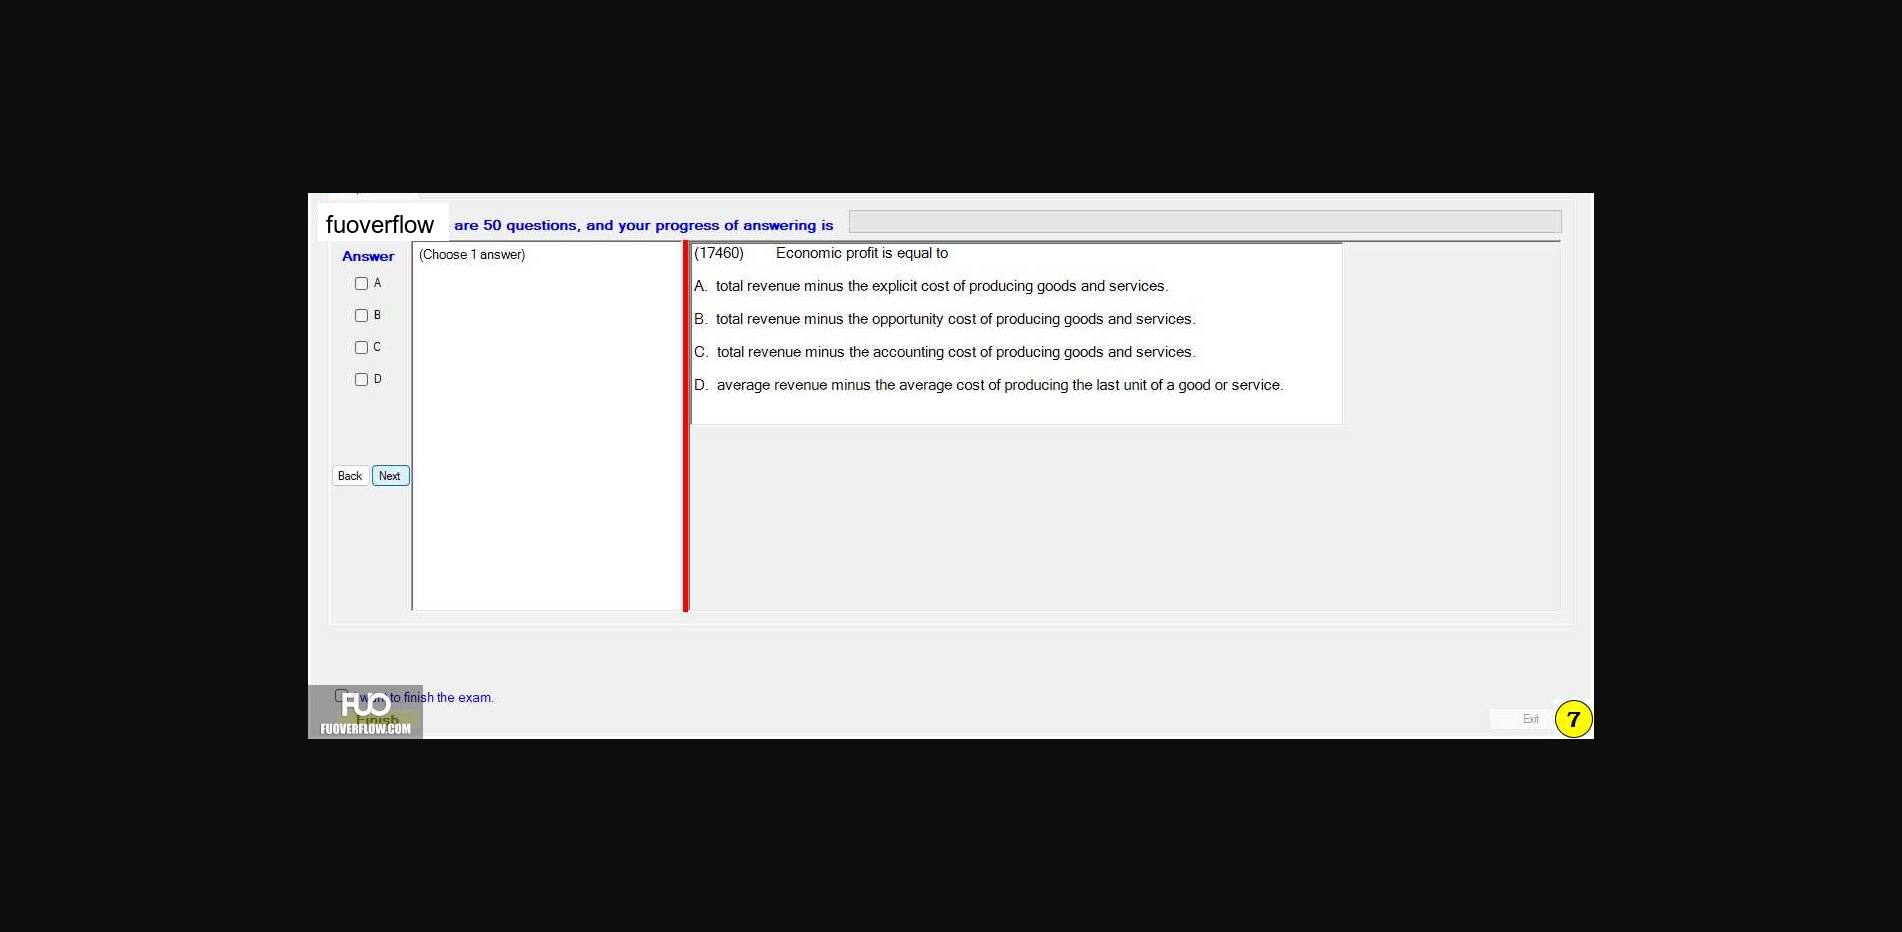 fuoverflow are 50 questions, and your progress of answering is
Answer
(Choose 1 answer)
A
B
C
D
Back Next
(17460) Economic profit is equal to
A. total revenue minus the explicit cost of producing goods and services.
B. total revenue minus the opportunity cost of producing goods and services.
C. total revenue minus the accounting cost of producing goods and services.
D. average revenue minus the average cost of producing the last unit of a good or service.
want to finish the exam.
FUO
Finish
FUOVERFLOW.COM
Exit
7